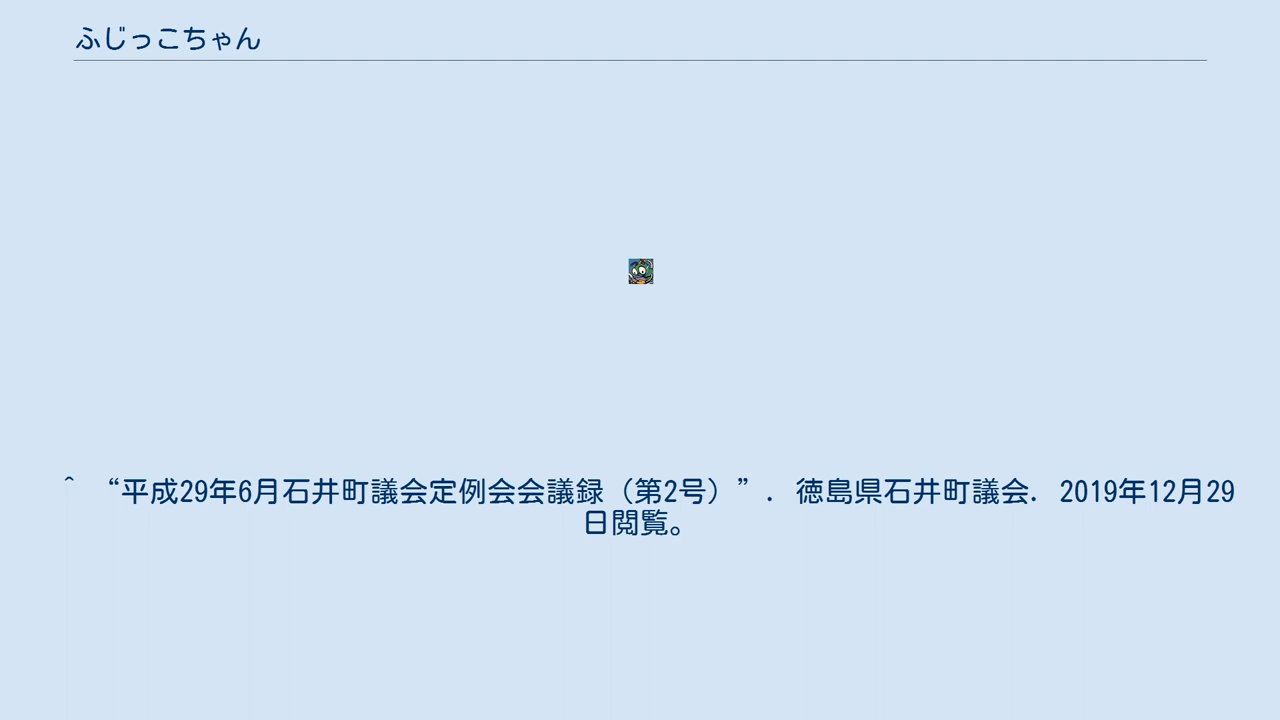 ふじっこちゃん
^ “平成29年6月石井町議会定例会会議録（第2号）”. 徳島県石井町議会. 2019年12月29
日閲覧。